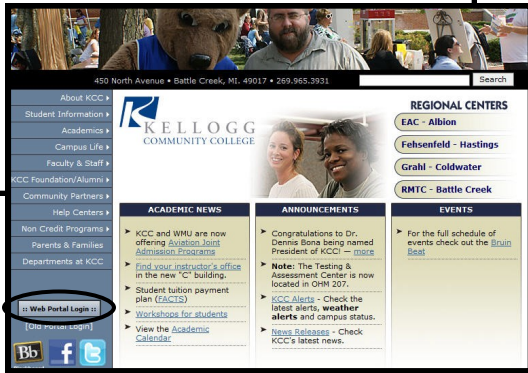 450 North Avenue • Battle Creek, MI. 49017 • 269.965.3931
Search
About KCC
Student Information
Academics
Campus Life
Faculty & Staff
KCC Foundation/Alumni
Community Partners
Help Centers
Non Credit Programs
Parents & Families
Departments at KCC
:: Web Portal Login ::
[Old Portal Login]
Bb
f
KELLOGG
COMMUNITY COLLEGE
REGIONAL CENTERS
EAC - Albion
Fehsenfeld - Hastings
Grahl - Coldwater
RMTC - Battle Creek
ACADEMIC NEWS
KCC and WMU are now
offering Aviation Joint
Admission Programs
Find your instructor's office
in the new "C" building.
Student tuition payment
plan (FACTS)
Workshops for students
View the Academic
Calendar
ANNOUNCEMENTS
Congratulations to Dr.
Dennis Bona being named
President of KCC! — more
Note: The Testing &
Assessment Center is now
located in OHM 207.
KCC Alerts - Check the
latest alerts, weather
alerts and campus status.
News Releases - Check
KCC's latest news.
EVENTS
For the full schedule of
events check out the Bruin
Beat